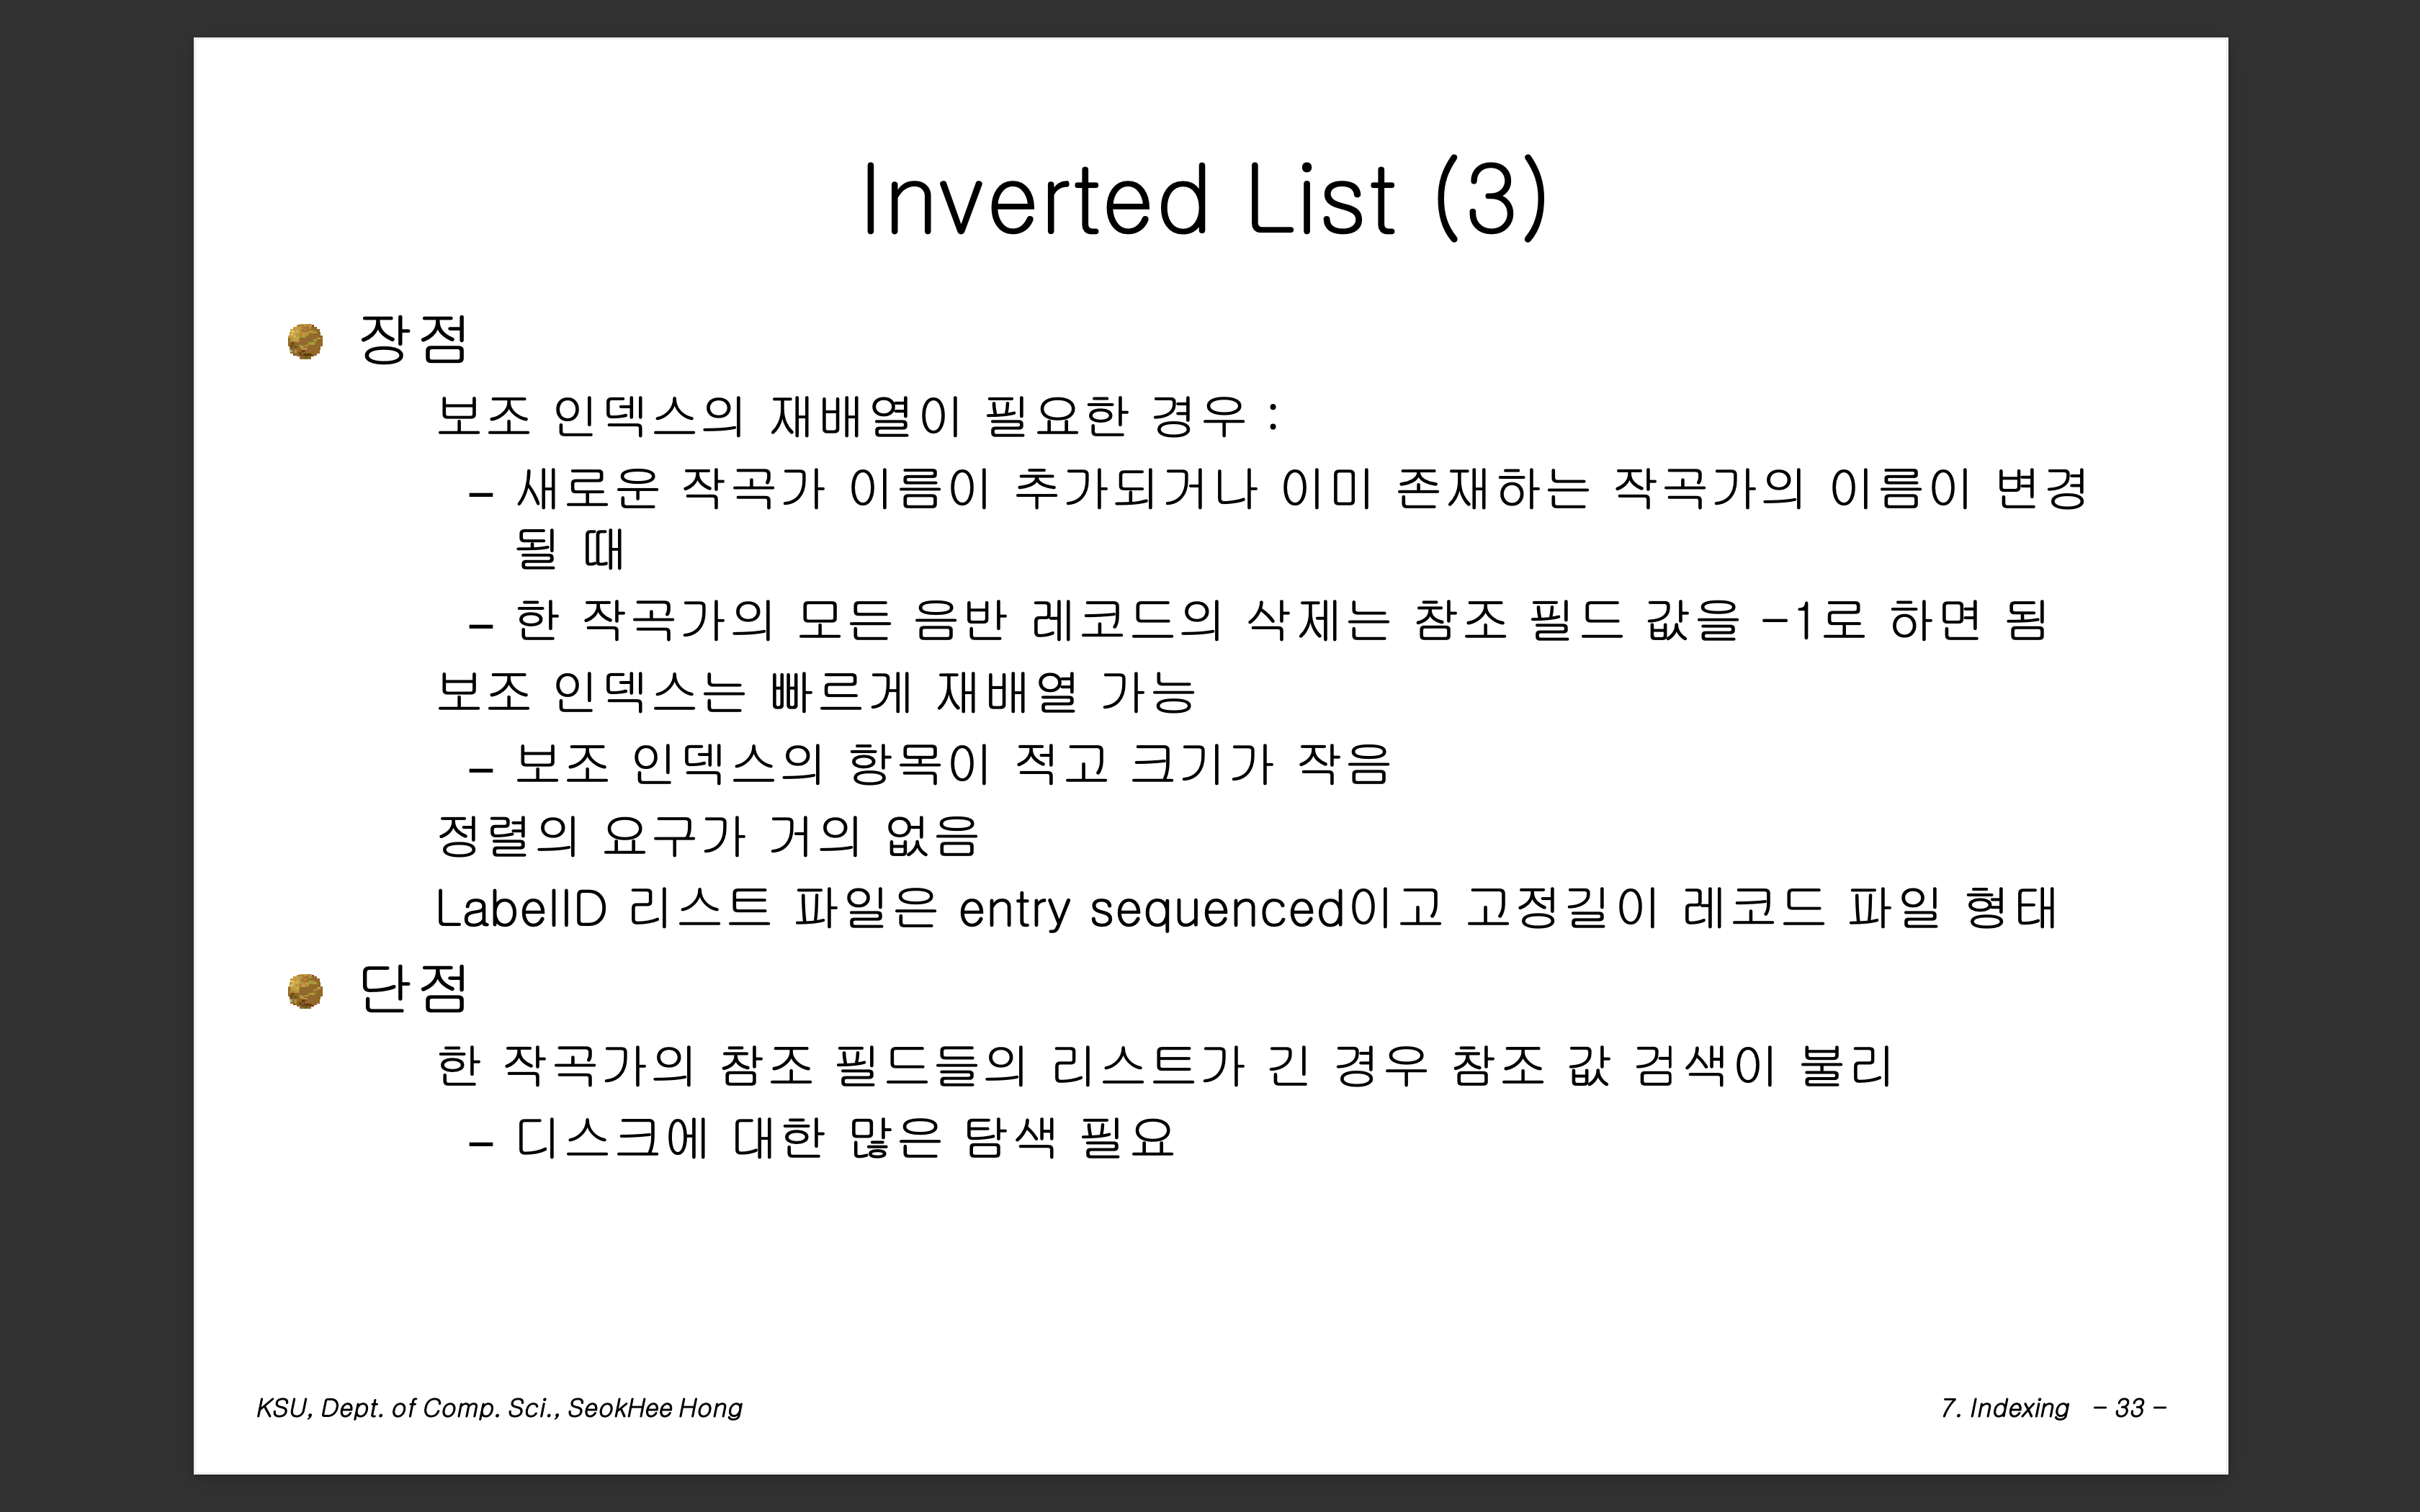 Inverted List (3)
장점
보조 인덱스의 재배열이 필요한 경우 :
– 새로운 작곡가 이름이 추가되거나 이미 존재하는 작곡가의 이름이 변경
될 때
– 한 작곡가의 모든 음반 레코드의 삭제는 참조 필드 값을 -1로 하면 됨
보조 인덱스는 빠르게 재배열 가능
– 보조 인덱스의 항목이 적고 크기가 작음
정렬의 요구가 거의 없음
LabelID 리스트 파일은 entry sequenced이고 고정길이 레코드 파일 형태
단점
한 작곡가의 참조 필드들의 리스트가 긴 경우 참조 값 검색이 불리
– 디스크에 대한 많은 탐색 필요
KSU, Dept. of Comp. Sci., SeokHee Hong
7. Indexing - 33 -